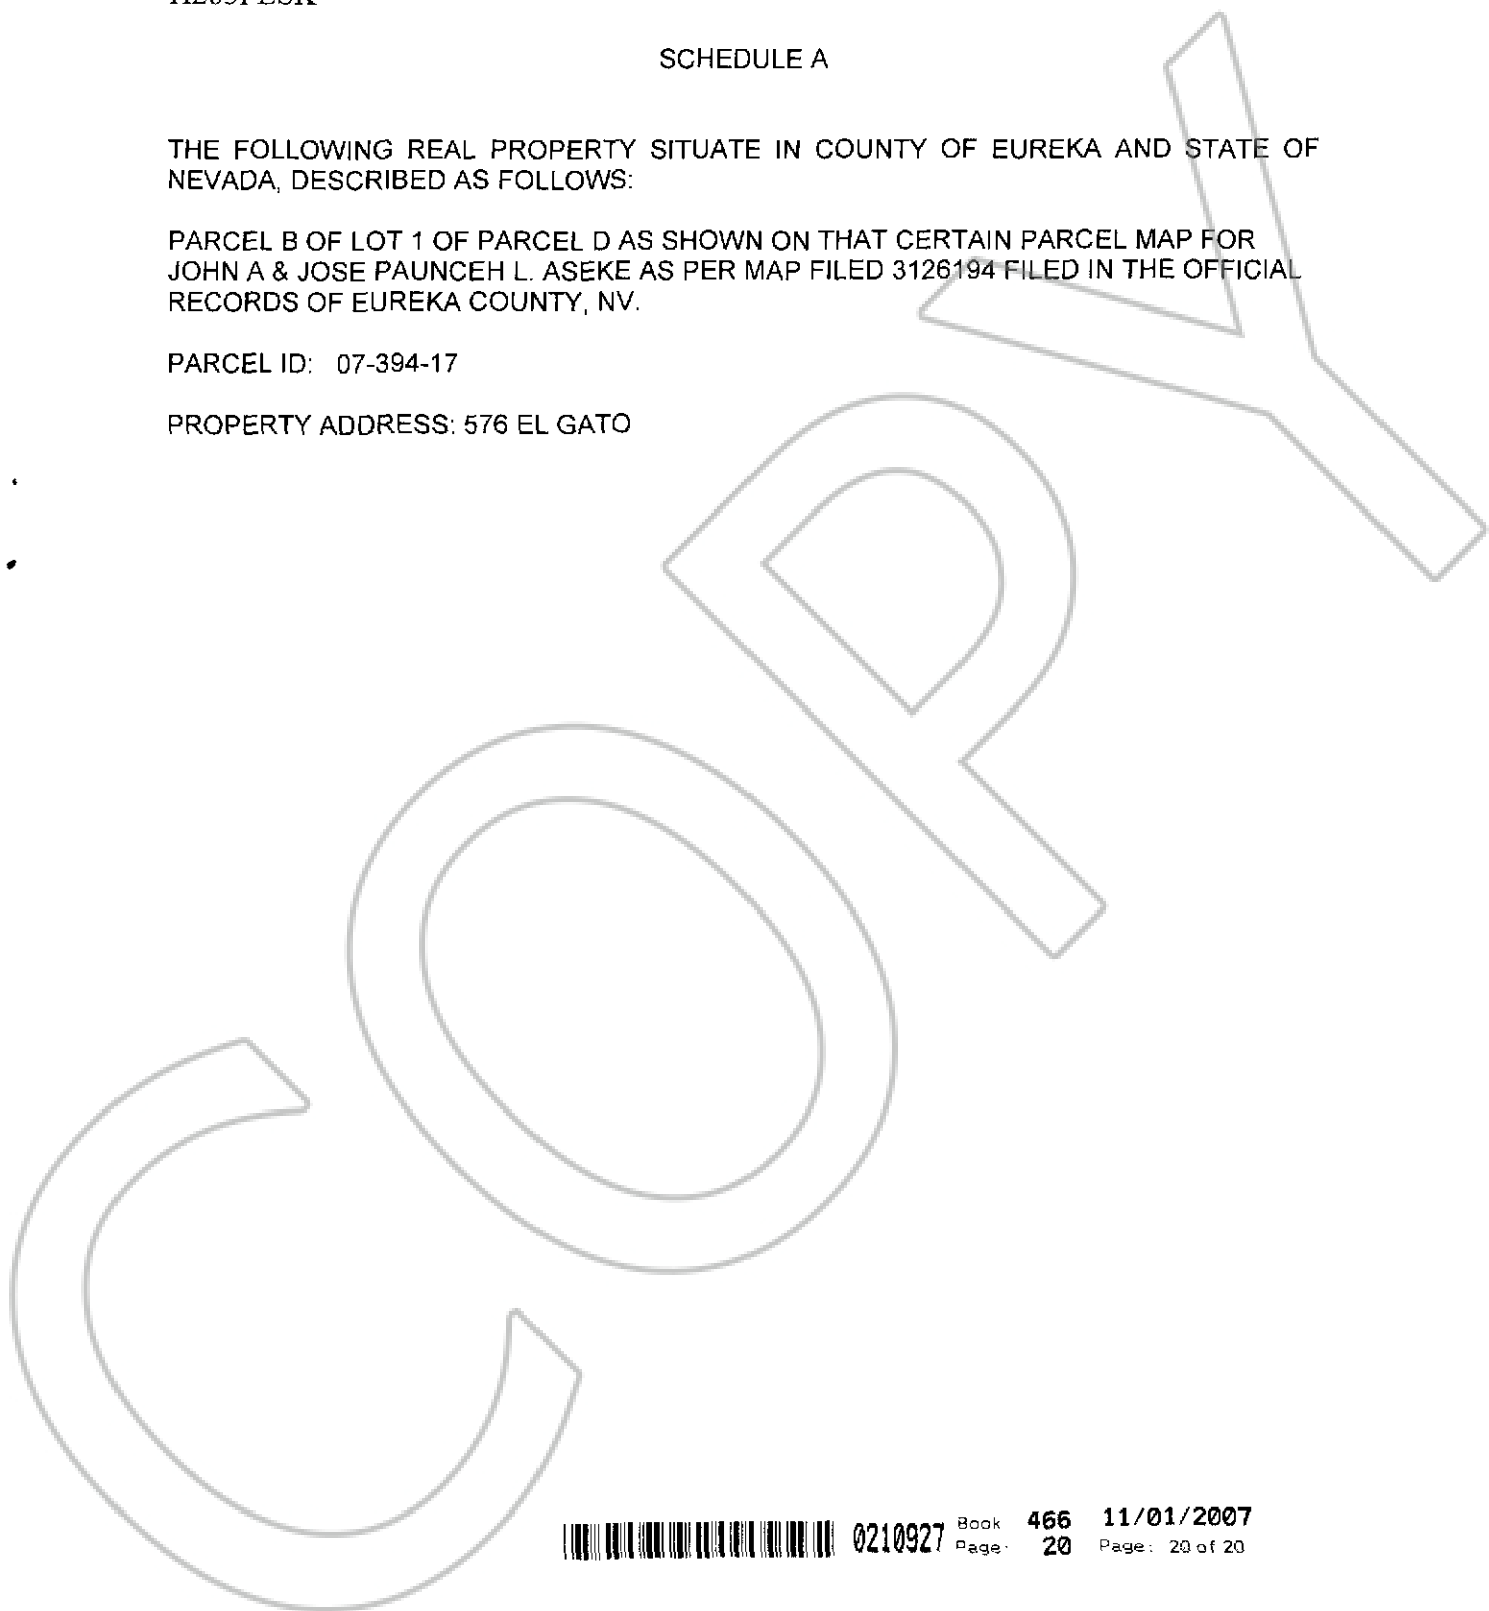 SCHEDULE A
THE FOLLOWING REAL PROPERTY SITUATE IN COUNTY OF EUREKA AND STATE OF
NEVADA, DESCRIBED AS FOLLOWS:
PARCEL B OF LOT 1 OF PARCEL D AS SHOWN ON THAT CERTAIN PARCEL MAP FOR
JOHN A & JOSE PAUNCEH L. ASEKE AS PER MAP FILED 3126194 FILED IN THE OFFICIAL
RECORDS OF EUREKA COUNTY, NV.
PARCEL ID: 07-394-17
PROPERTY ADDRESS: 576 EL GATO
COPY
0210927 Book 466 11/01/2007
Page: 20 Page: 20 of 20